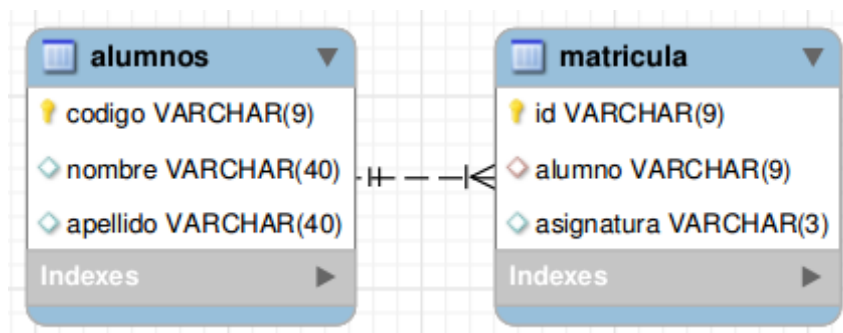 alumnos
codigo VARCHAR(9)
nombre VARCHAR(40)
apellido VARCHAR(40)
Indexes
matricula
id VARCHAR(9)
alumno VARCHAR(9)
asignatura VARCHAR(3)
Indexes